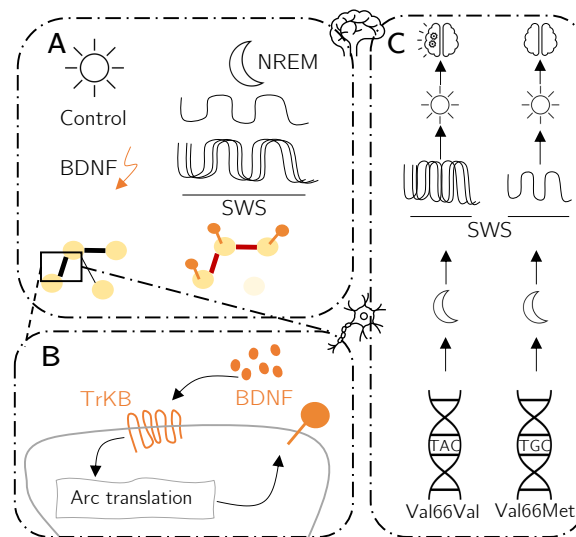 A
NREM
Control
BDNF
SWS
B
TrKB
BDNF
Arc translation
C
SWS
TAC
TGC
Val66Val
Val66Met